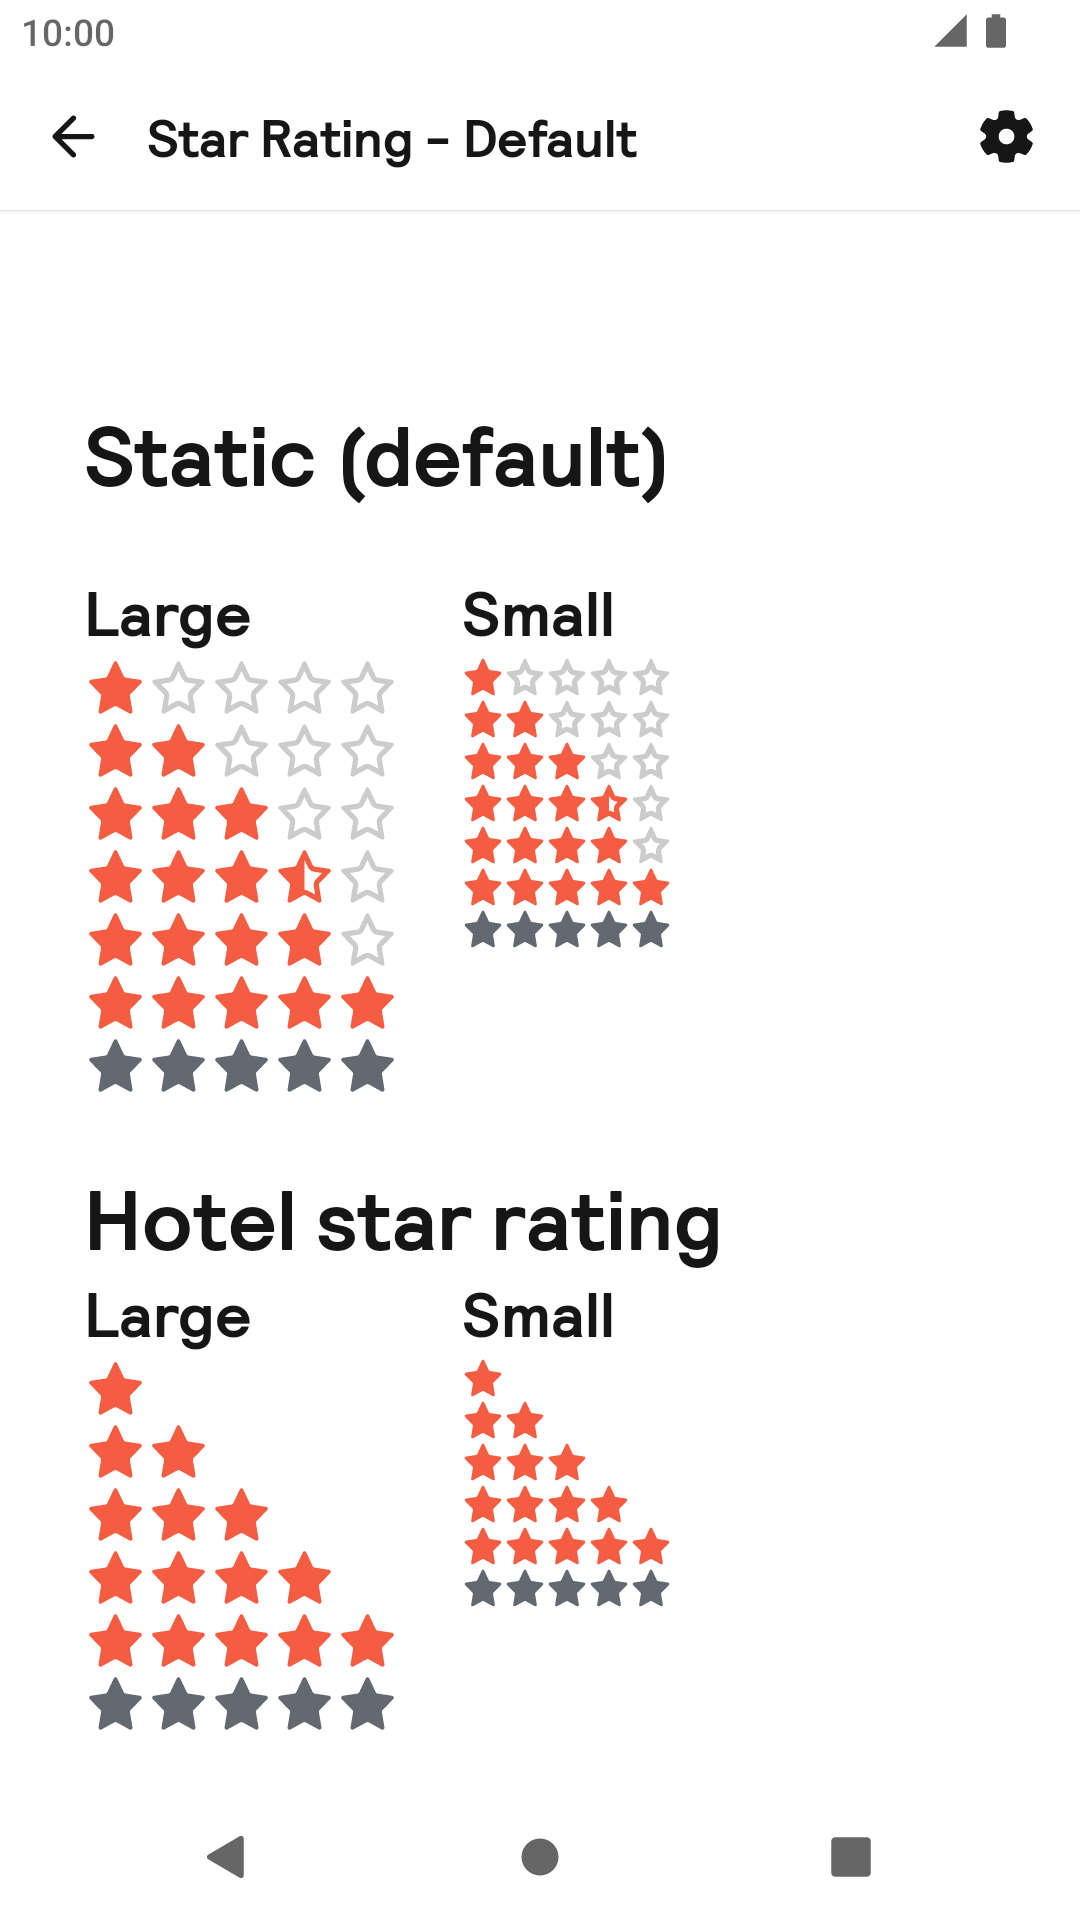 10:00
Star Rating – Default
Static (default)
Large Small
Hotel star rating
Large Small